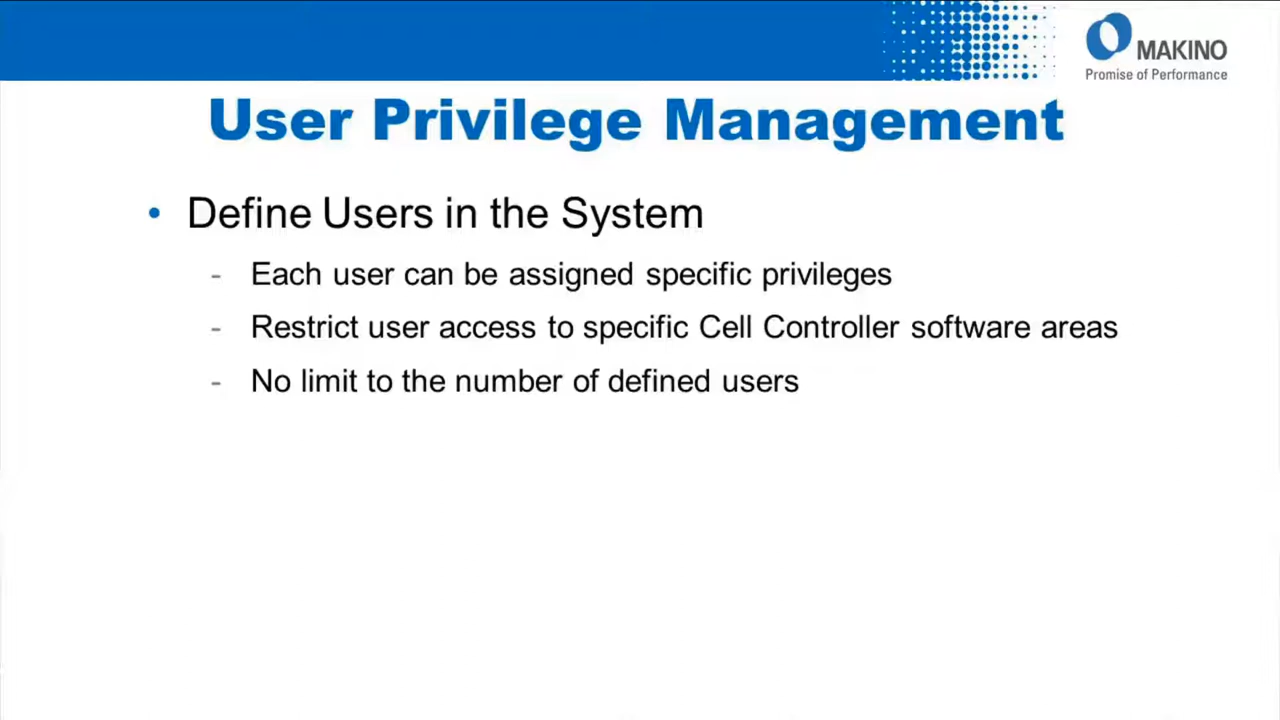 MAKINO
Promise of Performance
User Privilege Management
• Define Users in the System
- Each user can be assigned specific privileges
- Restrict user access to specific Cell Controller software areas
- No limit to the number of defined users